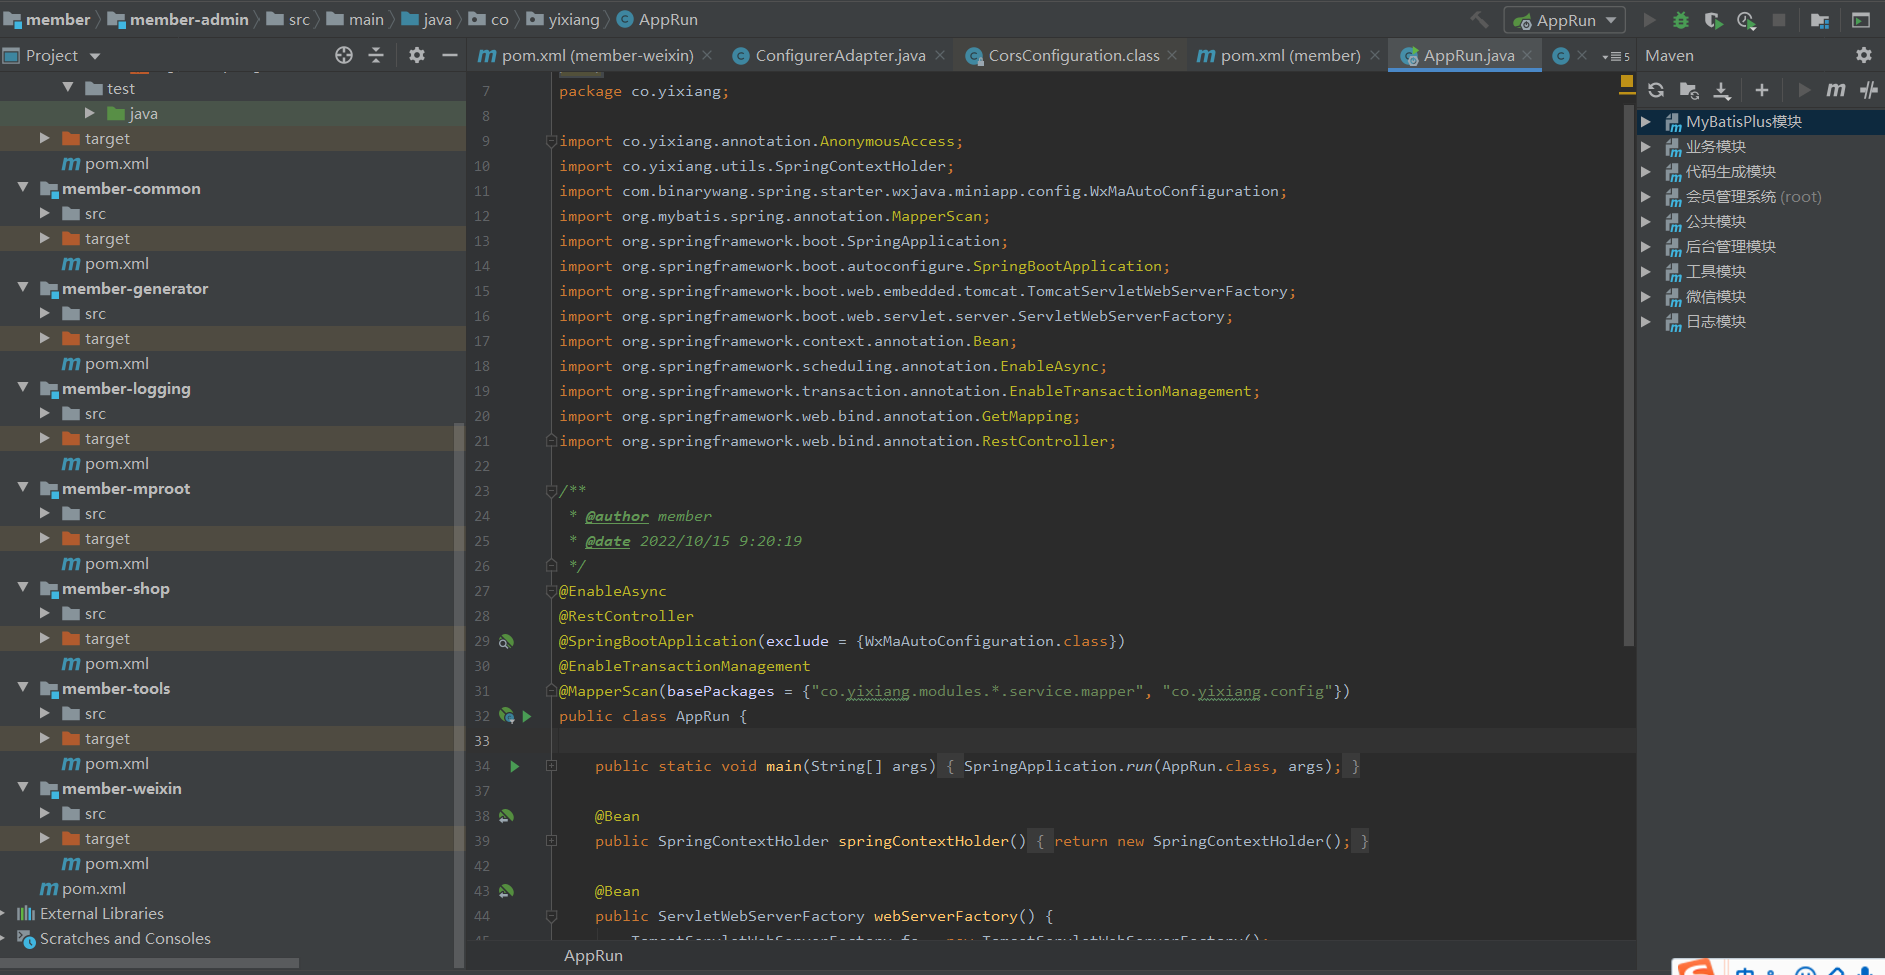 member member-admin src main java co yixiang AppRun AppRun
Project
pom.xml (member-weixin) ConfigurerAdapter.java CorsConfiguration.class pom.xml (member) AppRun.java 5
Maven
test
java
target
pom.xml
member-common
src
target
pom.xml
member-generator
src
target
pom.xml
member-logging
src
target
pom.xml
member-mproot
src
target
pom.xml
member-shop
src
target
pom.xml
member-tools
src
target
pom.xml
member-weixin
src
target
pom.xml
pom.xml
External Libraries
Scratches and Consoles
7 package co.yixiang;
8
9 import co.yixiang.annotation.AnonymousAccess;
10 import co.yixiang.utils.SpringContextHolder;
11 import com.binarywang.spring.starter.wxjava.miniapp.config.WxMaAutoConfiguration;
12 import org.mybatis.spring.annotation.MapperScan;
13 import org.springframework.boot.SpringApplication;
14 import org.springframework.boot.autoconfigure.SpringBootApplication;
15 import org.springframework.boot.web.embedded.tomcat.TomcatServletWebServerFactory;
16 import org.springframework.boot.web.servlet.server.ServletWebServerFactory;
17 import org.springframework.context.annotation.Bean;
18 import org.springframework.scheduling.annotation.EnableAsync;
19 import org.springframework.transaction.annotation.EnableTransactionManagement;
20 import org.springframework.web.bind.annotation.GetMapping;
21 import org.springframework.web.bind.annotation.RestController;
22
23 /**
24 * @author member
25 * @date 2022/10/15 9:20:19
26 */
27 @EnableAsync
28 @RestController
29 @SpringBootApplication(exclude = {WxMaAutoConfiguration.class})
30 @EnableTransactionManagement
31 @MapperScan(basePackages = {"co.yixiang.modules.*.service.mapper", "co.yixiang.config"})
32 public class AppRun {
33
34 public static void main(String[] args) { SpringApplication.run(AppRun.class, args); }
37
38 @Bean
39 public SpringContextHolder springContextHolder() { return new SpringContextHolder(); }
42
43 @Bean
44 public ServletWebServerFactory webServerFactory() {
AppRun
MyBatisPlus模块
业务模块
代码生成模块
会员管理系统 (root)
公共模块
后台管理模块
工具模块
微信模块
日志模块